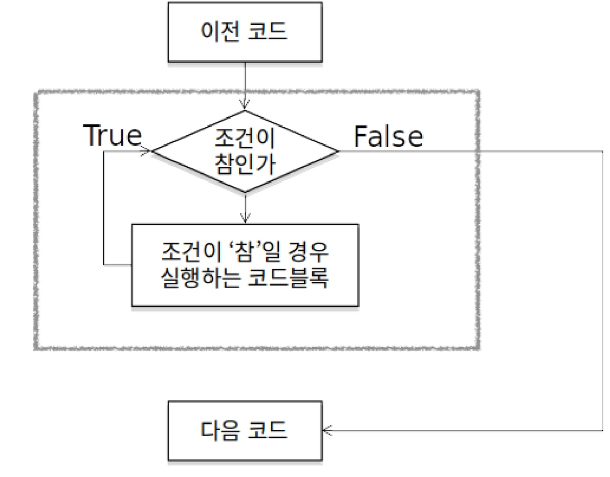 이전 코드
True
False
조건이
참인가
조건이 ‘참’일 경우
실행하는 코드블록
다음 코드